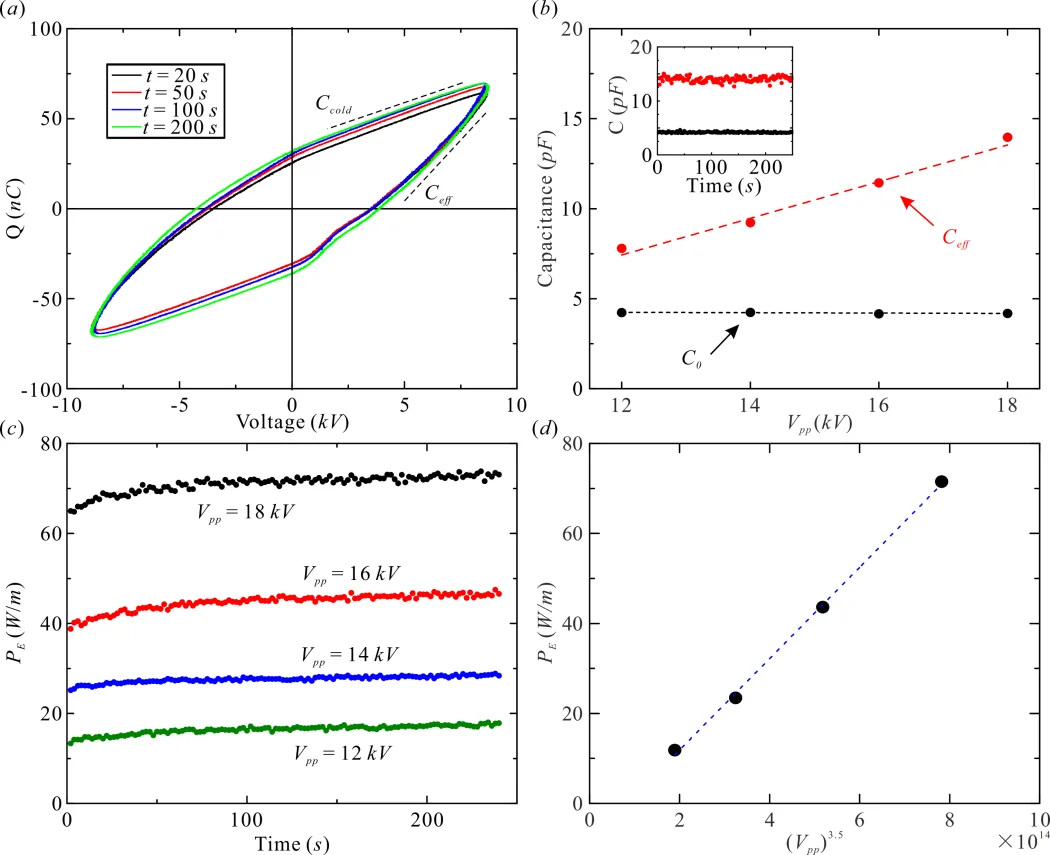 (a)
100
50
0
-50
-100
Q (nC)
t = 20 s
t = 50 s
t = 100 s
t = 200 s
C_cold
C_eff
-10 -5 0 5 10
Voltage (kV)
(b)
20
15
10
5
0
Capacitance (pF)
20
10
0
C (pF)
0 100 200
Time (s)
C_eff
C_0
12 14 16 18
V_pp (kV)
(c)
80
60
40
20
0
P_E (W/m)
V_pp = 18 kV
V_pp = 16 kV
V_pp = 14 kV
V_pp = 12 kV
0 100 200
Time (s)
(d)
80
60
40
20
0
P_E (W/m)
0 2 4 6 8 10
(V_pp)^3.5
×10^14